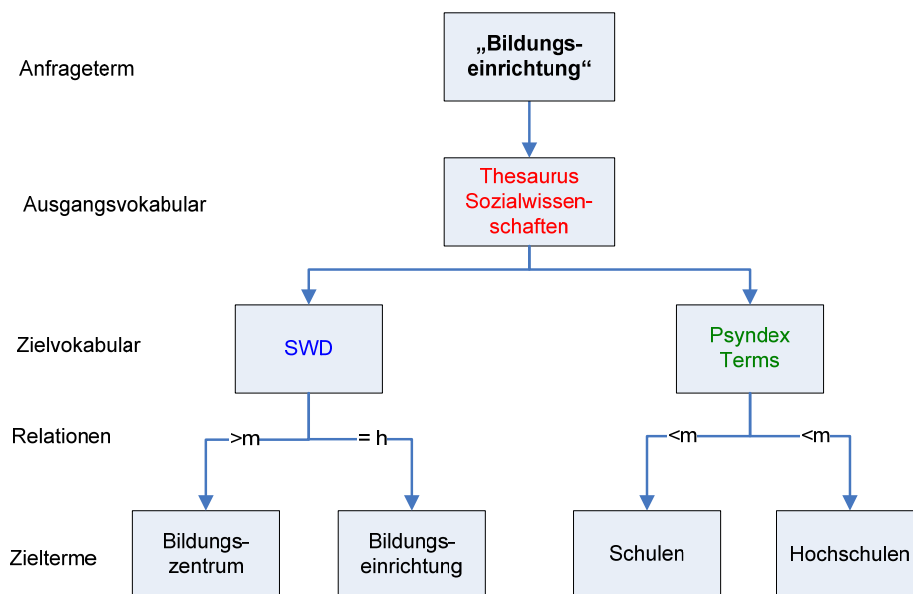 Anfrageterm
„Bildungs-
einrichtung“
Ausgangsvokabular
Thesaurus
Sozialwissen-
schaften
Zielvokabular
SWD
Psyndex
Terms
Relationen
>m
= h
<m
<m
Zielterme
Bildungs-
zentrum
Bildungs-
einrichtung
Schulen
Hochschulen